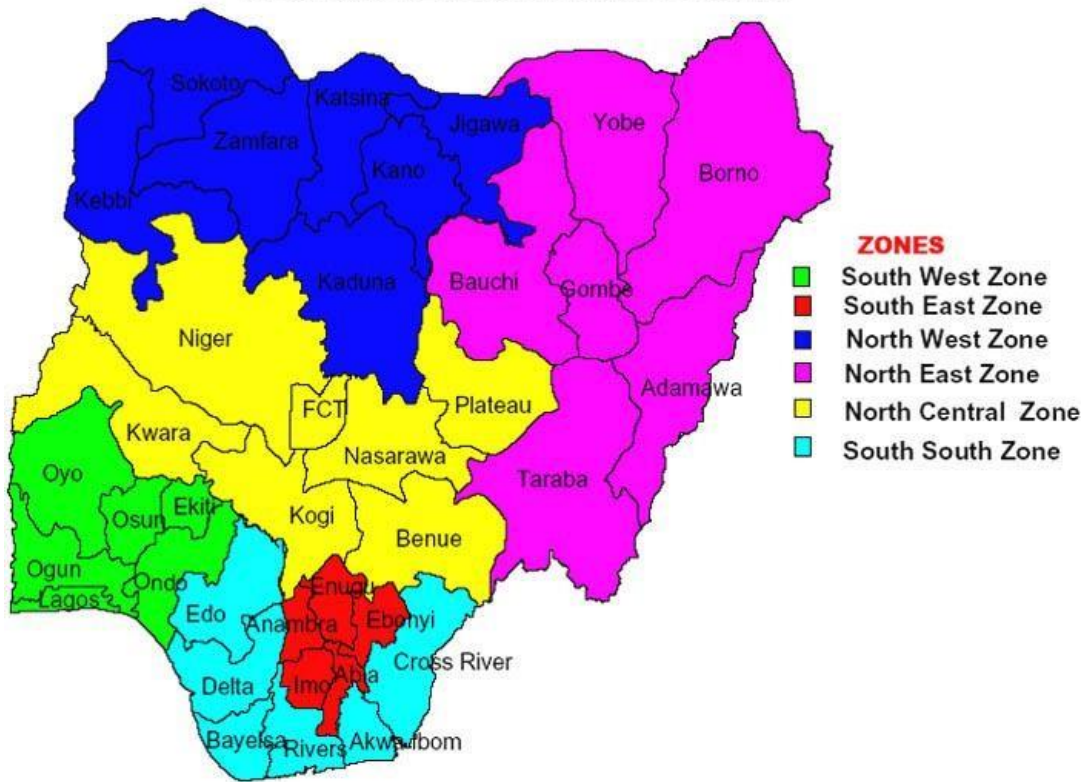 Sokoto
Katsina
Jigawa
Yobe
Zamfara
Kano
Borno
Kebbi
Kaduna
Bauchi
Gombe
Niger
Adamawa
FCT
Plateau
Kwara
Nasarawa
Oyo
Taraba
Ekiti
Osun
Kogi
Benue
Ogun
Ondo
Lagos
Enugu
Edo
Anambra
Ebonyi
Cross River
Abia
Imo
Delta
Bayelsa
Rivers
Akwa-Ibom
ZONES
South West Zone
South East Zone
North West Zone
North East Zone
North Central Zone
South South Zone